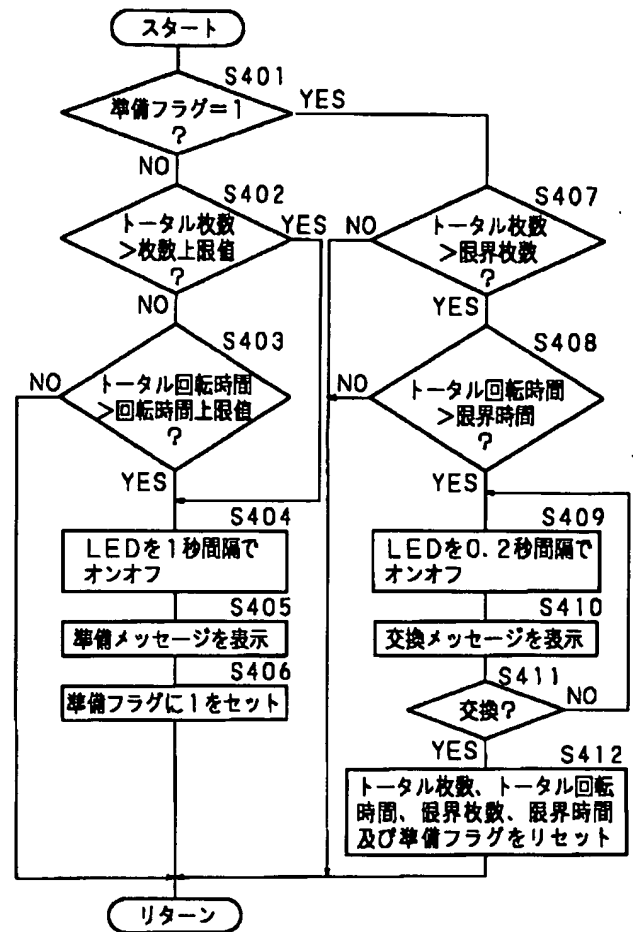 スタート
S401
準備フラグ=1
?
YES
NO
S402
トータル枚数
>枚数上限値
?
YES
NO
S403
トータル回転時間
>回転時間上限値
?
NO
YES
S404
LEDを1秒間隔で
オンオフ
S405
準備メッセージを表示
S406
準備フラグに1をセット
S407
トータル枚数
>限界枚数
?
NO
YES
S408
トータル回転時間
>限界時間
?
NO
YES
S409
LEDを0.2秒間隔で
オンオフ
S410
交換メッセージを表示
S411
交換?
NO
YES
S412
トータル枚数、トータル回転
時間、限界枚数、限界時間
及び準備フラグをリセット
リターン